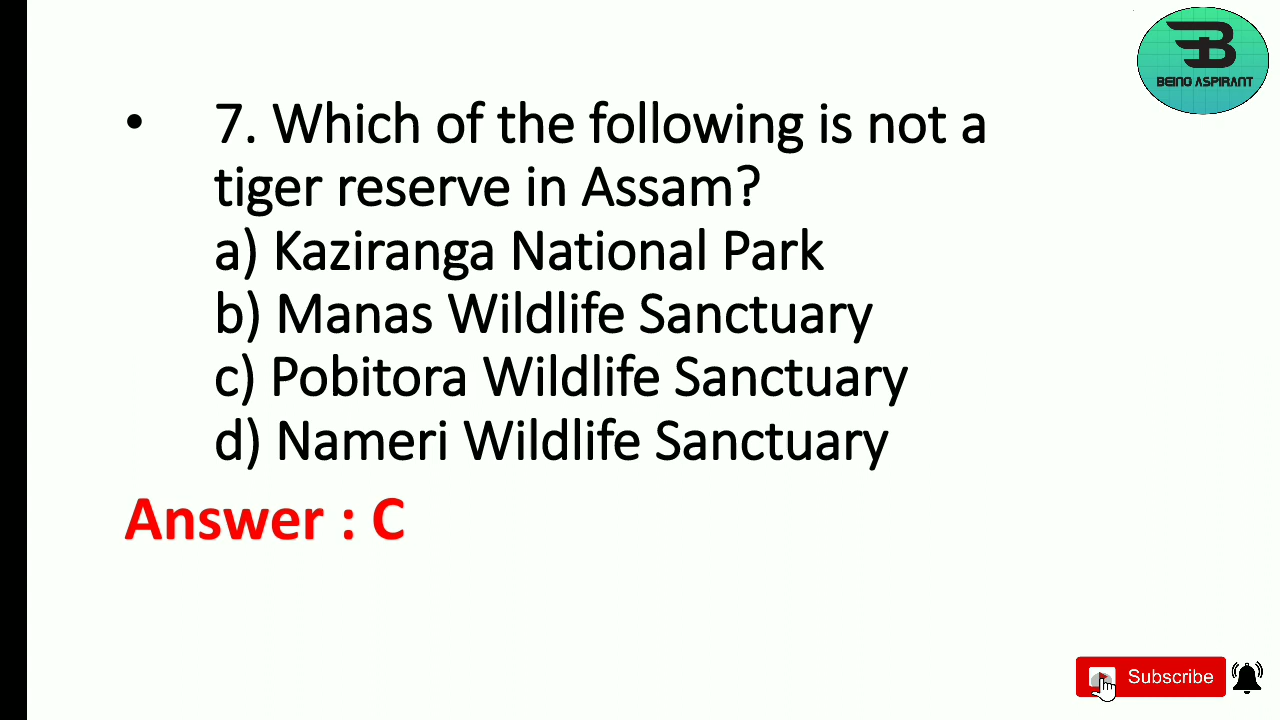 BEING ASPIRANT
• 7. Which of the following is not a
tiger reserve in Assam?
a) Kaziranga National Park
b) Manas Wildlife Sanctuary
c) Pobitora Wildlife Sanctuary
d) Nameri Wildlife Sanctuary
Answer : C
Subscribe